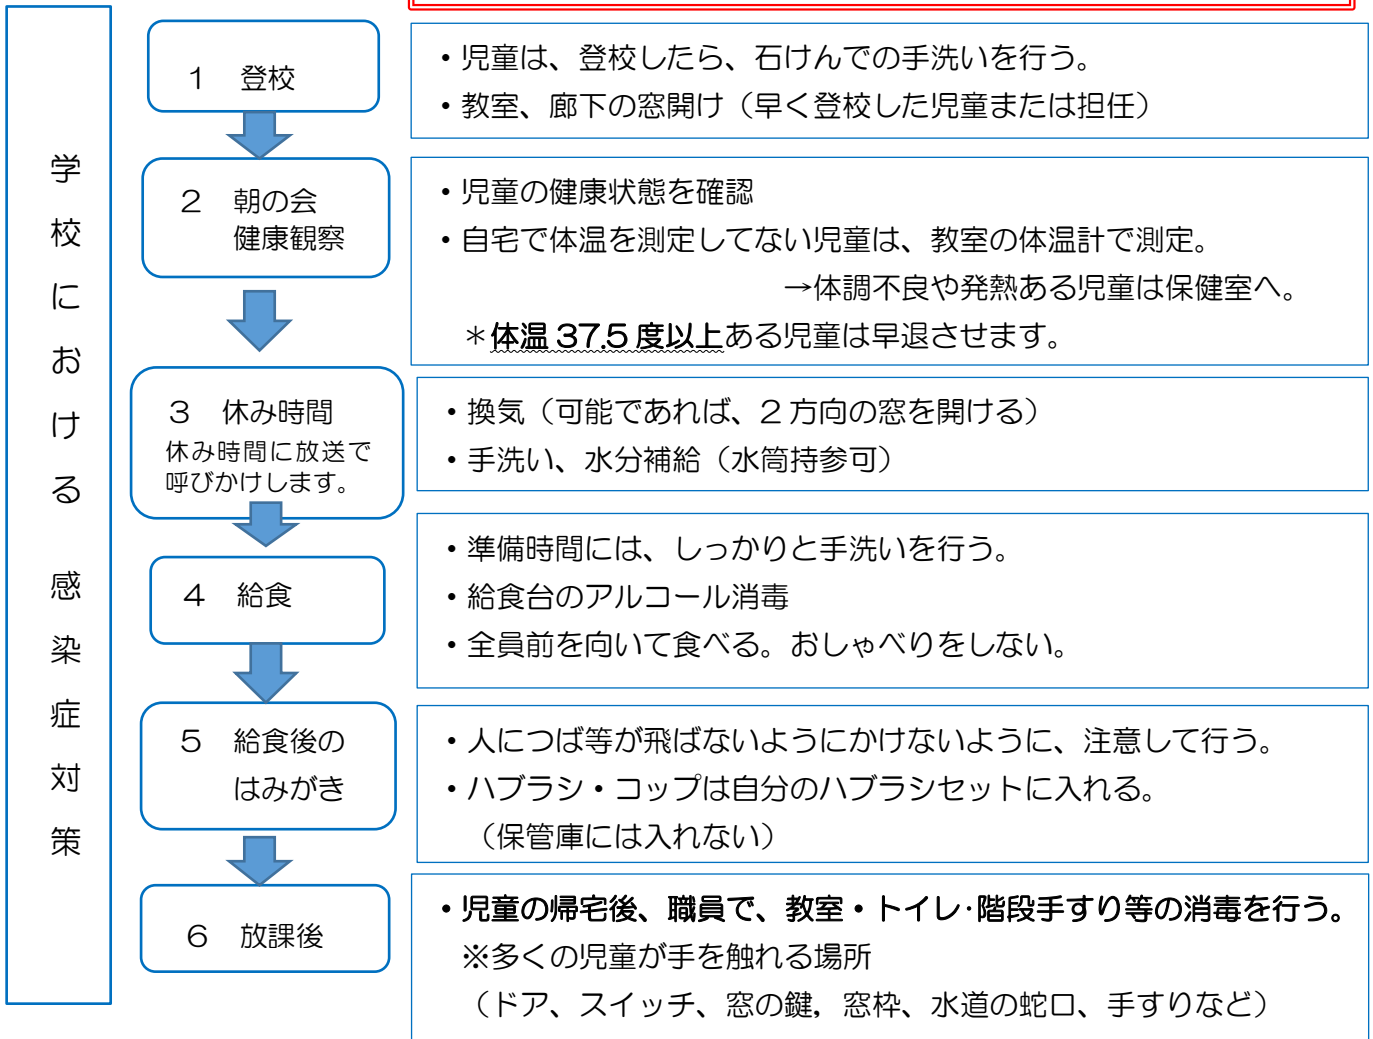 学校における 感染症対策
1 登校
・児童は、登校したら、石けんでの手洗いを行う。
・教室、廊下の窓開け（早く登校した児童または担任）
2 朝の会
健康観察
・児童の健康状態を確認
・自宅で体温を測定してない児童は、教室の体温計で測定。
→体調不良や発熱ある児童は保健室へ。
＊体温 37.5 度以上ある児童は早退させます。
3 休み時間
休み時間に放送で
呼びかけします。
・換気（可能であれば、2 方向の窓を開ける）
・手洗い、水分補給（水筒持参可）
4 給食
・準備時間には、しっかりと手洗いを行う。
・給食台のアルコール消毒
・全員前を向いて食べる。おしゃべりをしない。
5 給食後の
はみがき
・人につば等が飛ばないようにかけないように、注意して行う。
・ハブラシ・コップは自分のハブラシセットに入れる。
（保管庫には入れない）
6 放課後
・児童の帰宅後、職員で、教室・トイレ･階段手すり等の消毒を行う。
※多くの児童が手を触れる場所
（ドア、スイッチ、窓の鍵，窓枠、水道の蛇口、手すりなど）